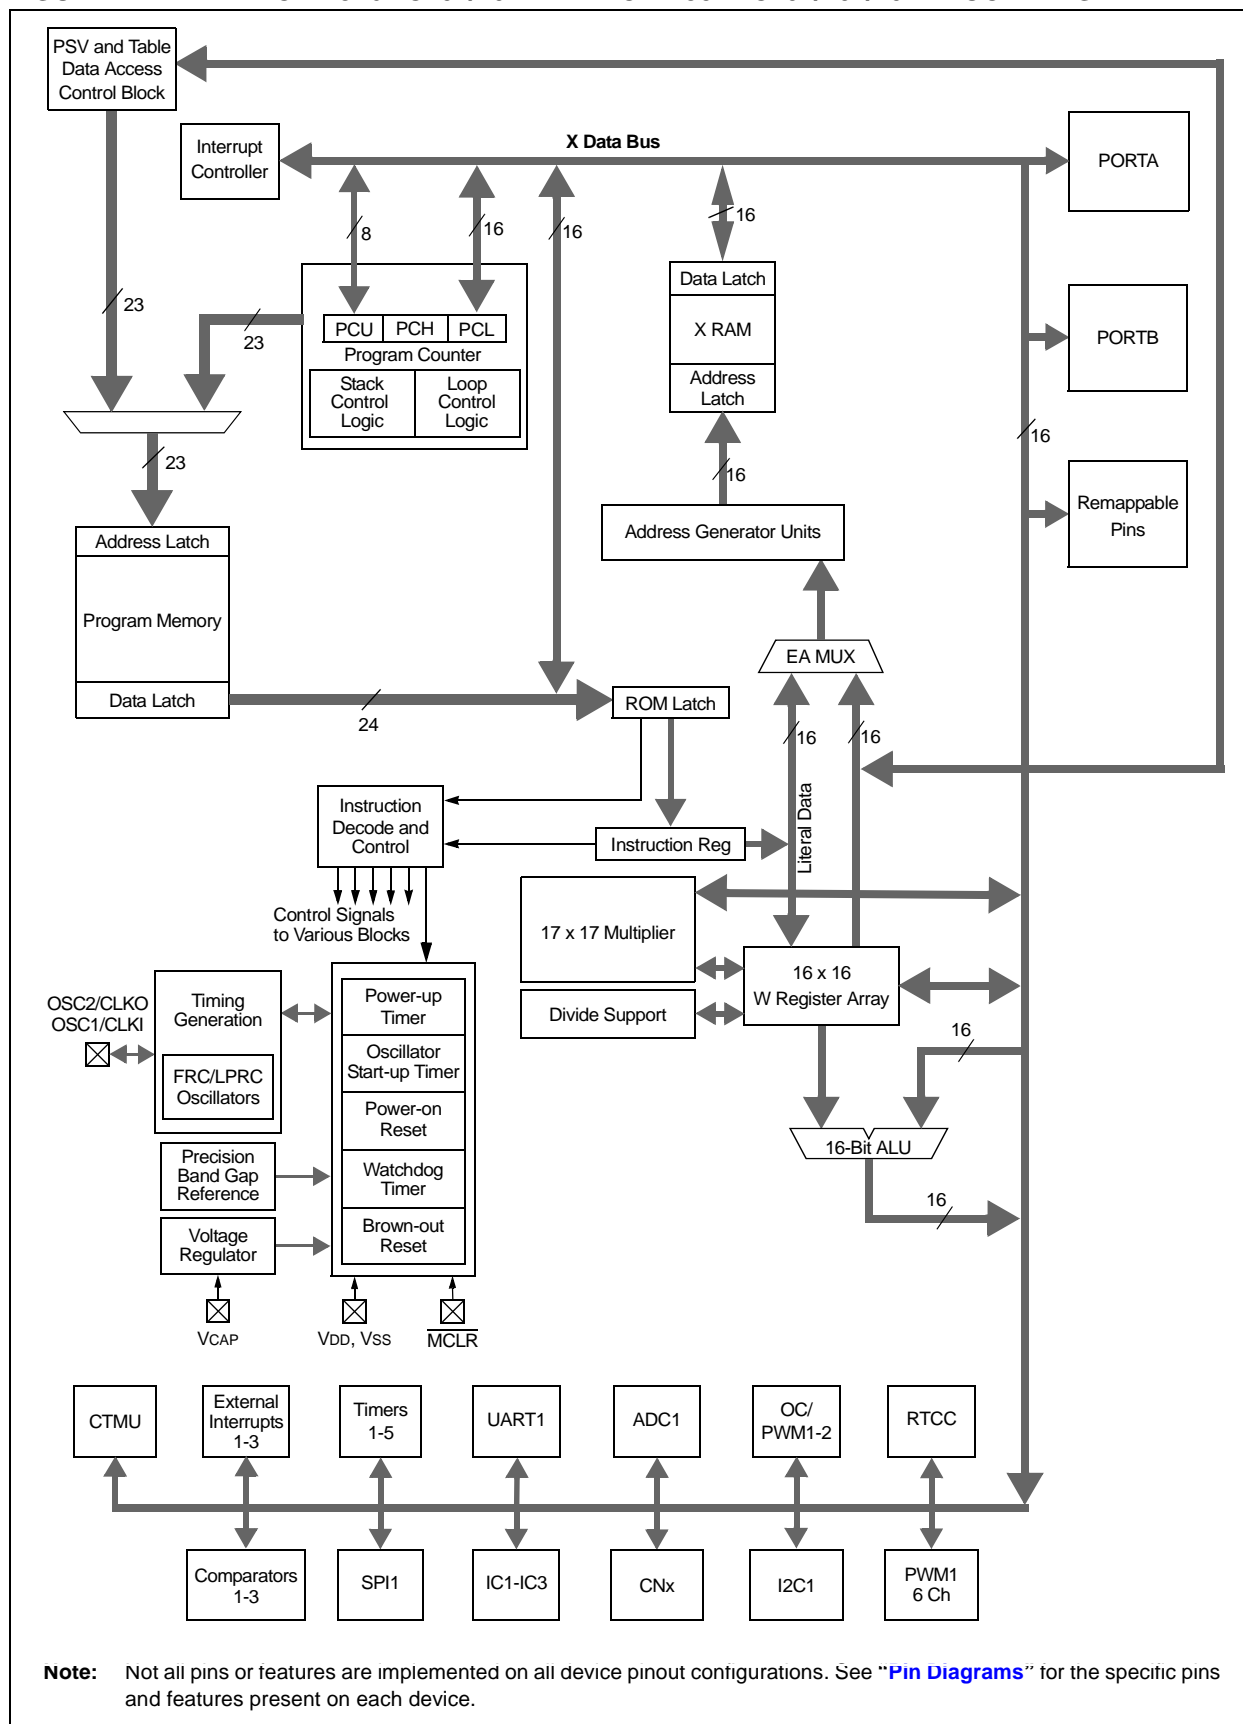 PSV and Table
Data Access
Control Block
Interrupt
Controller
X Data Bus
PORTA
8
16
16
16
23
23
PCU PCH PCL
Program Counter
Stack
Control
Logic
Loop
Control
Logic
Data Latch
X RAM
Address
Latch
PORTB
16
23
16
Address Latch
Program Memory
Data Latch
24
Address Generator Units
Remappable
Pins
EA MUX
ROM Latch
16
16
Literal Data
Instruction
Decode and
Control
Instruction Reg
Control Signals
to Various Blocks
17 x 17 Multiplier
16 x 16
W Register Array
Divide Support
OSC2/CLKO
OSC1/CLKI
Timing
Generation
FRC/LPRC
Oscillators
Power-up
Timer
Oscillator
Start-up Timer
Power-on
Reset
Watchdog
Timer
Brown-out
Reset
16
16-Bit ALU
16
Precision
Band Gap
Reference
Voltage
Regulator
VCAP
VDD, VSS
MCLR
CTMU
External
Interrupts
1-3
Timers
1-5
UART1
ADC1
OC/
PWM1-2
RTCC
Comparators
1-3
SPI1
IC1-IC3
CNx
I2C1
PWM1
6 Ch
Note: Not all pins or features are implemented on all device pinout configurations. See “Pin Diagrams” for the specific pins
and features present on each device.